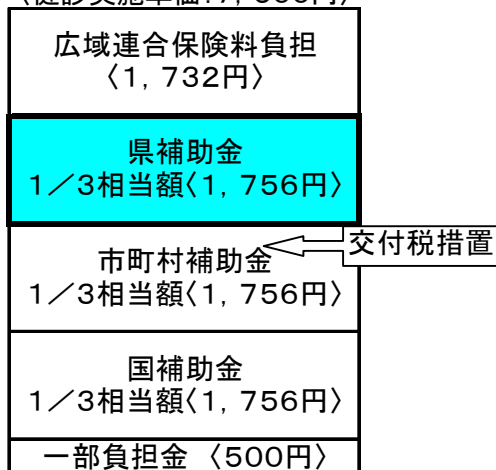 広域連合保険料負担
〈1,732円〉
県補助金
1／3相当額〈1,756円〉
交付税措置
市町村補助金
1／3相当額〈1,756円〉
国補助金
1／3相当額〈1,756円〉
一部負担金 〈500円〉